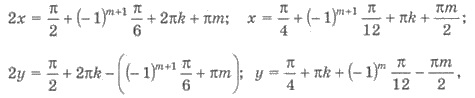 2x = π/2 + (−1)^{m+1} π/6 + 2πk + πm; x = π/4 + (−1)^{m+1} π/12 + πk + πm/2;
2y = π/2 + 2πk − ((−1)^{m+1} π/6 + πm); y = π/4 + πk + (−1)^m π/12 − πm/2,